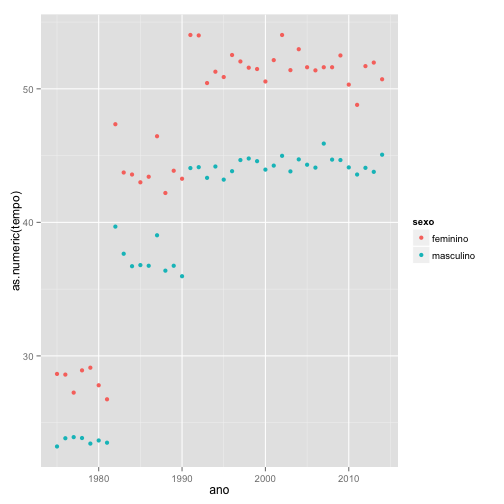 50
40
30
as.numeric(tempo)
1980
1990
2000
2010
ano
sexo
feminino
masculino